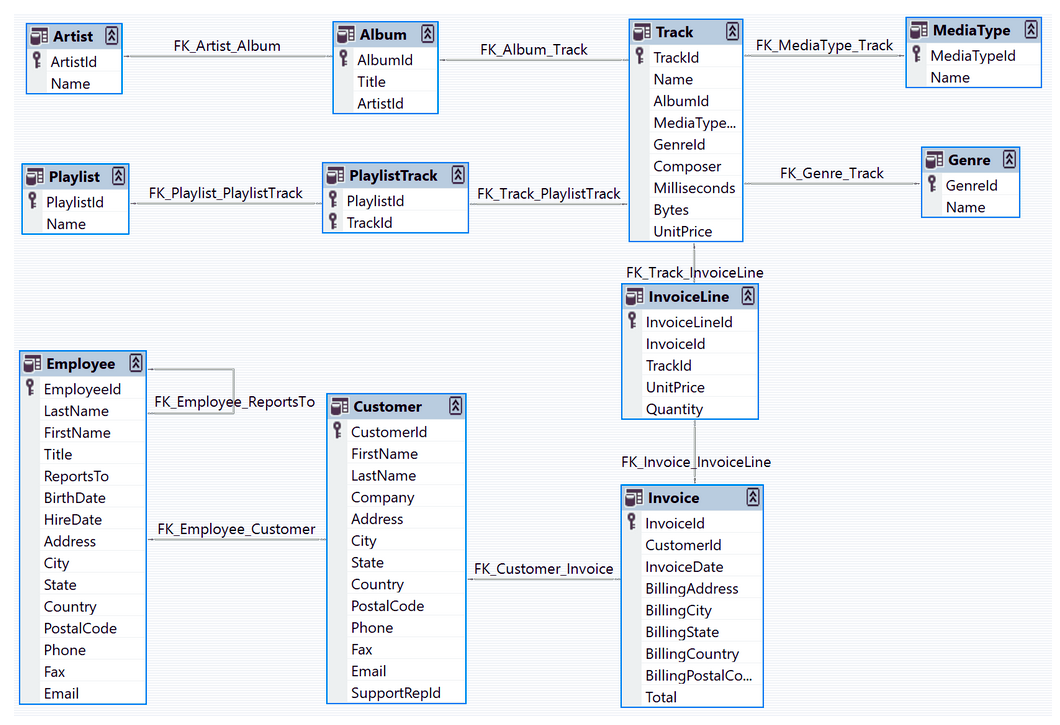 Artist
ArtistId
Name
FK_Artist_Album
Album
AlbumId
Title
ArtistId
FK_Album_Track
Track
TrackId
Name
AlbumId
MediaType...
GenreId
Composer
Milliseconds
Bytes
UnitPrice
FK_MediaType_Track
MediaType
MediaTypeId
Name
Playlist
PlaylistId
Name
FK_Playlist_PlaylistTrack
PlaylistTrack
PlaylistId
TrackId
FK_Track_PlaylistTrack
FK_Genre_Track
Genre
GenreId
Name
FK_Track_InvoiceLine
InvoiceLine
InvoiceLineId
InvoiceId
TrackId
UnitPrice
Quantity
Employee
EmployeeId
LastName
FirstName
Title
ReportsTo
BirthDate
HireDate
Address
City
State
Country
PostalCode
Phone
Fax
Email
FK_Employee_ReportsTo
FK_Employee_Customer
Customer
CustomerId
FirstName
LastName
Company
Address
City
State
Country
PostalCode
Phone
Fax
Email
SupportRepId
FK_Customer_Invoice
FK_Invoice_InvoiceLine
Invoice
InvoiceId
CustomerId
InvoiceDate
BillingAddress
BillingCity
BillingState
BillingCountry
BillingPostalCo...
Total